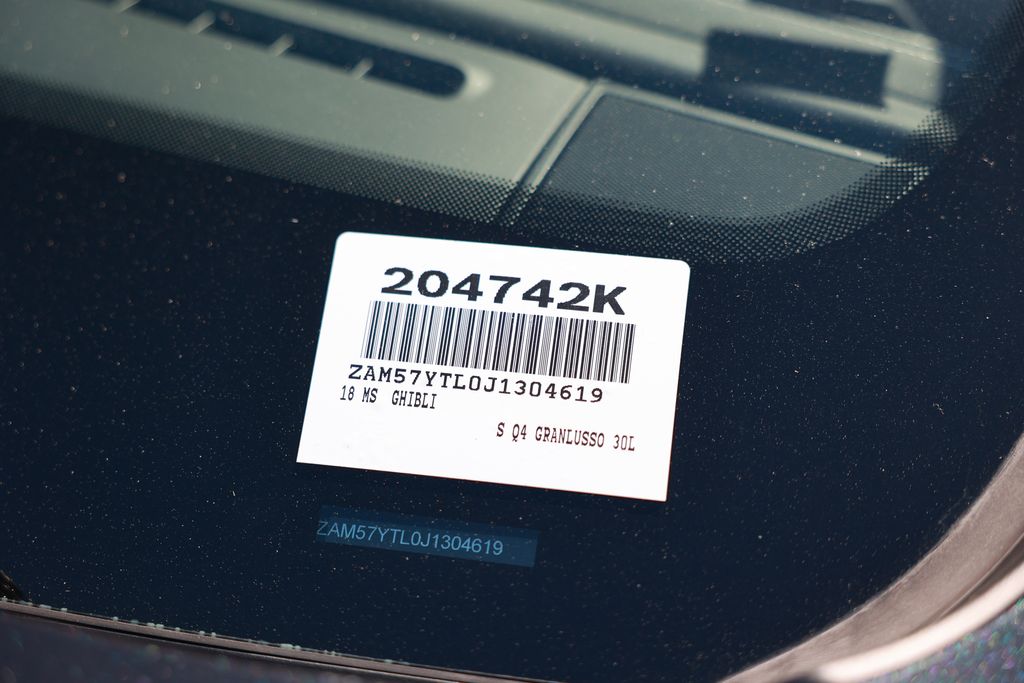 204742K
ZAM57YTL0J1304619
18 MS GHIBLI
S Q4 GRANLUSSO 30L
ZAM57YTL0J1304619